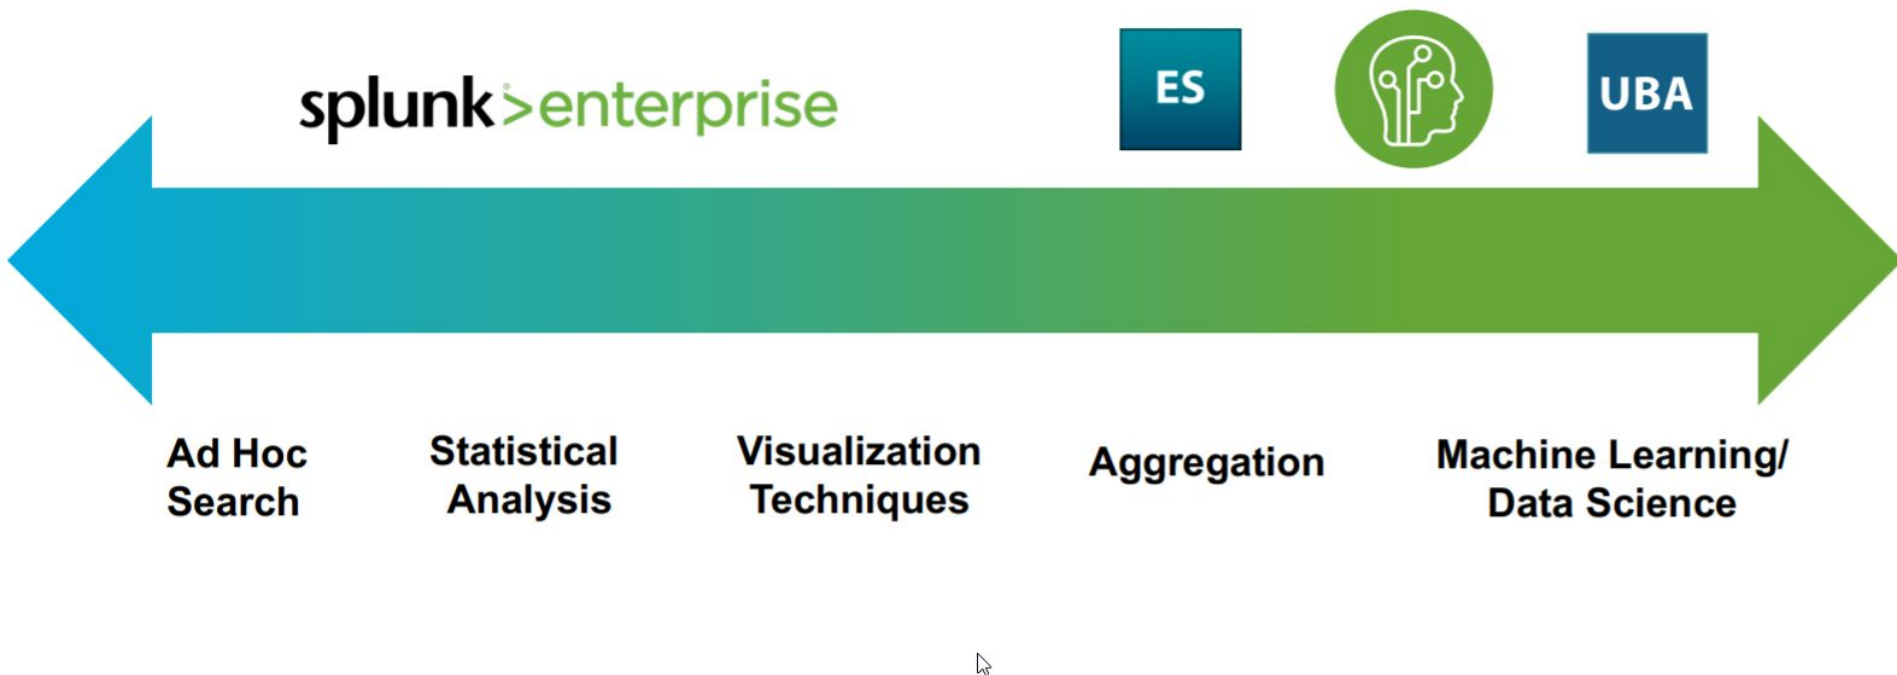 splunk>enterprise
ES
UBA
Ad Hoc
Search
Statistical
Analysis
Visualization
Techniques
Aggregation
Machine Learning/
Data Science